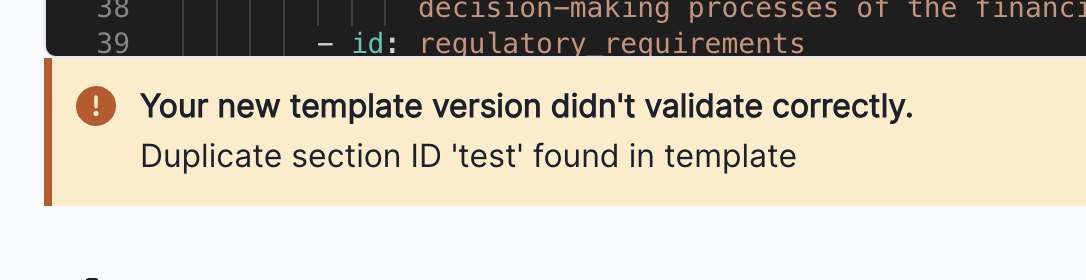 38 decision-making processes of the financi
39 - id: regulatory_requirements
Your new template version didn't validate correctly.
Duplicate section ID 'test' found in template